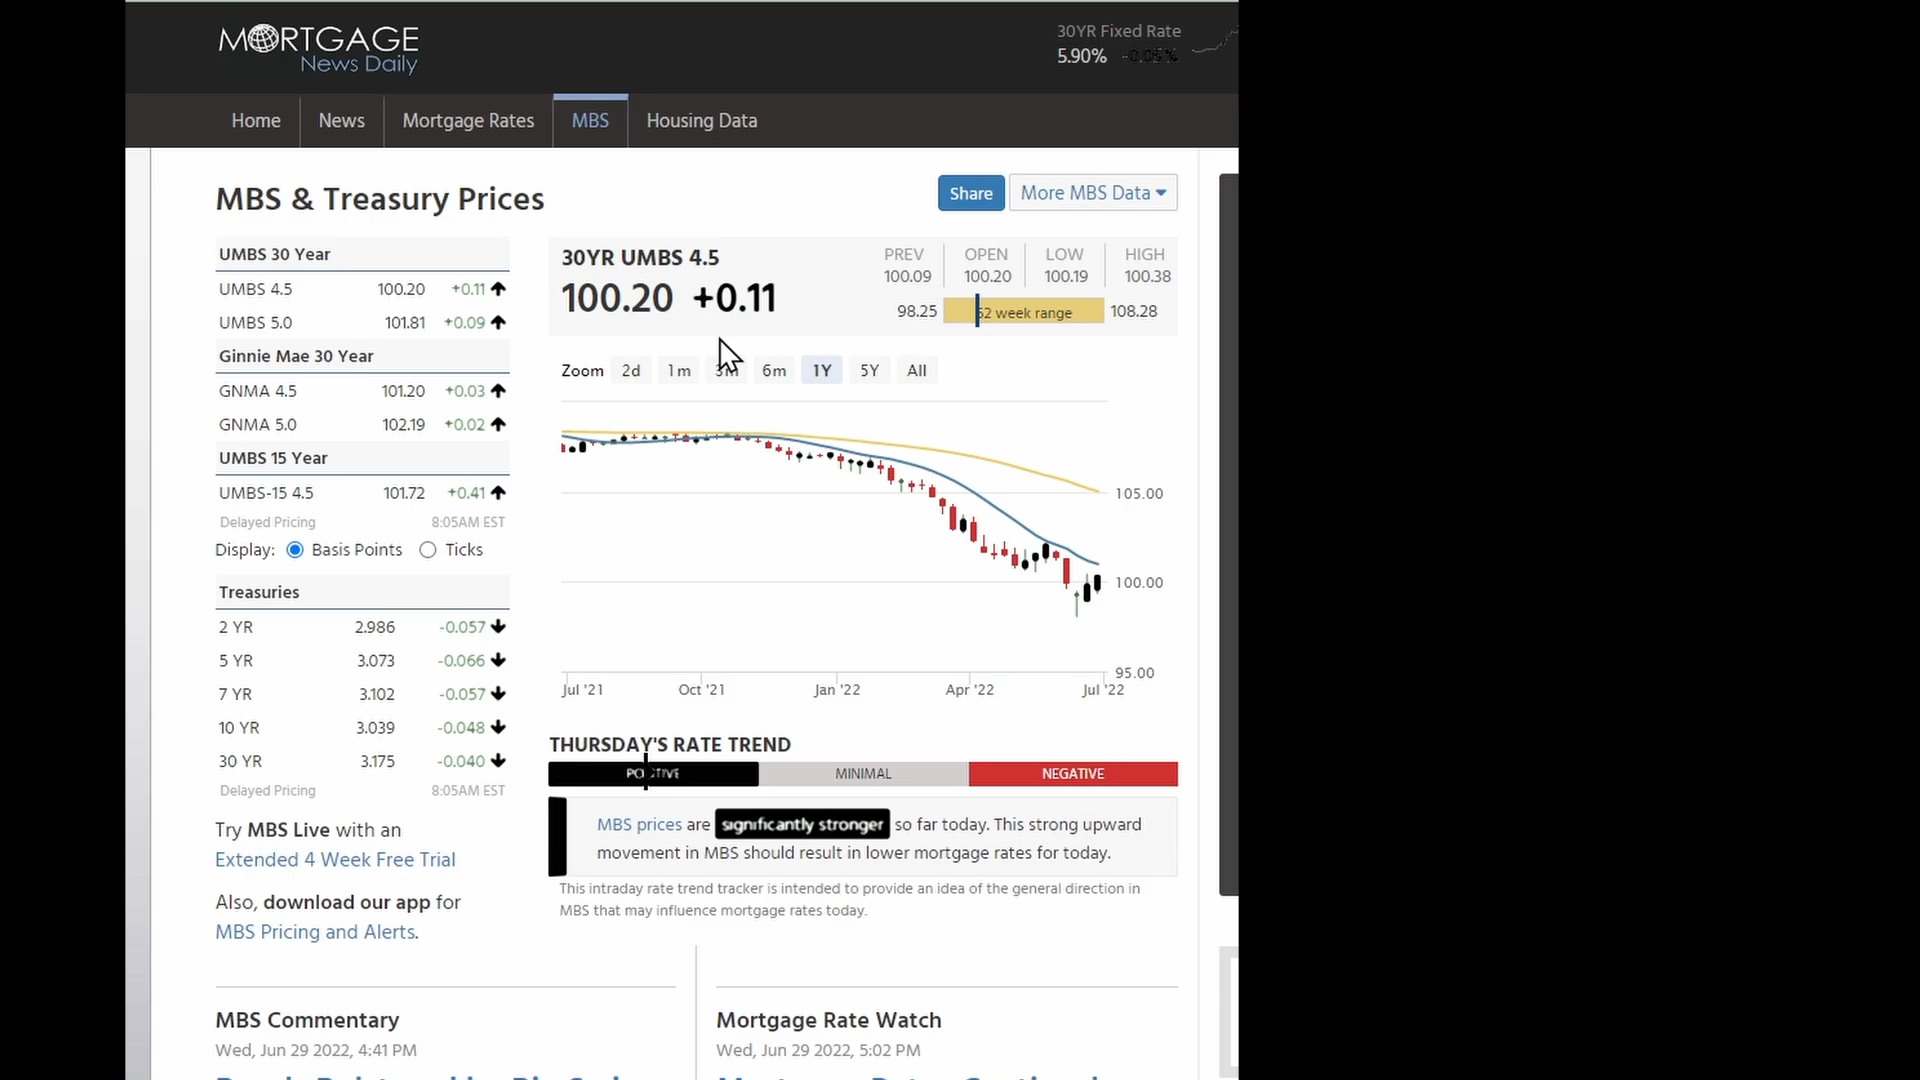 MORTGAGE
News Daily
30YR Fixed Rate
5.90% -0.05%
Home News Mortgage Rates MBS Housing Data
MBS & Treasury Prices
Share More MBS Data
UMBS 30 Year
UMBS 4.5 100.20 +0.11
UMBS 5.0 101.81 +0.09
Ginnie Mae 30 Year
GNMA 4.5 101.20 +0.03
GNMA 5.0 102.19 +0.02
UMBS 15 Year
UMBS-15 4.5 101.72 +0.41
Delayed Pricing 8:05AM EST
Display: Basis Points Ticks
Treasuries
2 YR 2.986 -0.057
5 YR 3.073 -0.066
7 YR 3.102 -0.057
10 YR 3.039 -0.048
30 YR 3.175 -0.040
Delayed Pricing 8:05AM EST
Try MBS Live with an
Extended 4 Week Free Trial
Also, download our app for
MBS Pricing and Alerts.
30YR UMBS 4.5
100.20 +0.11
PREV OPEN LOW HIGH
100.09 100.20 100.19 100.38
98.25 52 week range 108.28
Zoom 2d 1m 3m 6m 1Y 5Y All
105.00
100.00
95.00
Jul '21 Oct '21 Jan '22 Apr '22 Jul '22
THURSDAY'S RATE TREND
POSITIVE MINIMAL NEGATIVE
MBS prices are significantly stronger so far today. This strong upward
movement in MBS should result in lower mortgage rates for today.
This intraday rate trend tracker is intended to provide an idea of the general direction in
MBS that may influence mortgage rates today.
MBS Commentary
Wed, Jun 29 2022, 4:41 PM
Mortgage Rate Watch
Wed, Jun 29 2022, 5:02 PM